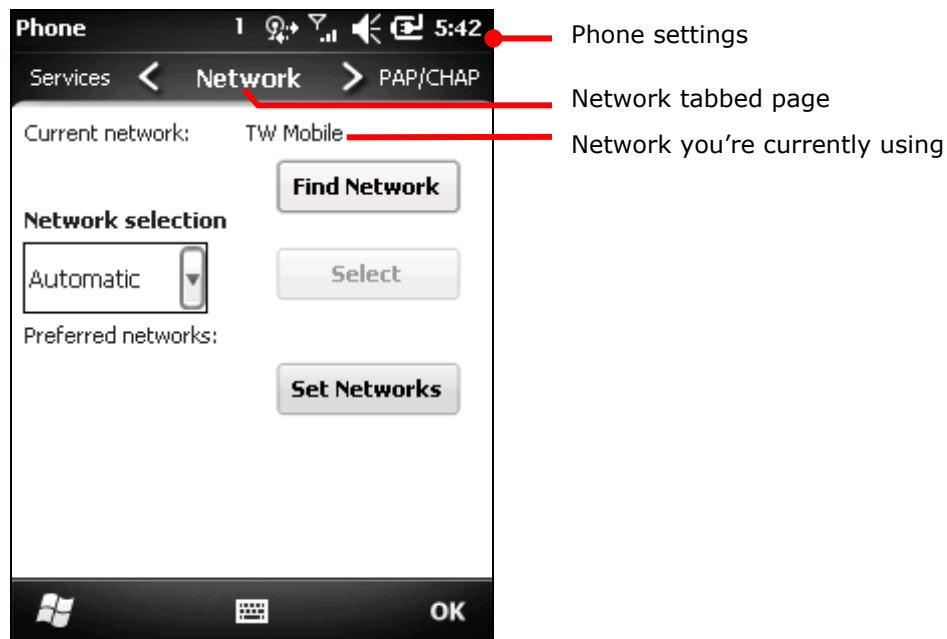 Phone 1 5:42
Phone settings
Services Network PAP/CHAP
Network tabbed page
Current network: TW Mobile
Network you're currently using
Find Network
Network selection
Automatic
Select
Preferred networks:
Set Networks
OK